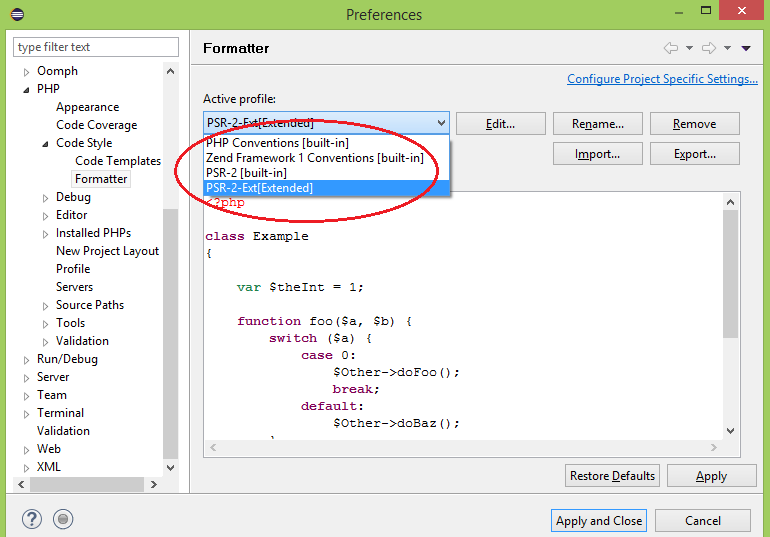 Preferences
type filter text
Oomph
PHP
Appearance
Code Coverage
Code Style
Code Templates
Formatter
Debug
Editor
Installed PHPs
New Project Layout
Profile
Servers
Source Paths
Tools
Validation
Run/Debug
Server
Team
Terminal
Validation
Web
XML
Formatter
Configure Project Specific Settings...
Active profile:
PSR-2-Ext[Extended]
Edit...
Rename...
Remove
Import...
Export...
PHP Conventions [built-in]
Zend Framework 1 Conventions [built-in]
PSR-2 [built-in]
PSR-2-Ext[Extended]
<?php
class Example
{
var $theInt = 1;
function foo($a, $b) {
switch ($a) {
case 0:
$Other->doFoo();
break;
default:
$Other->doBaz();
Restore Defaults
Apply
?
Apply and Close
Cancel